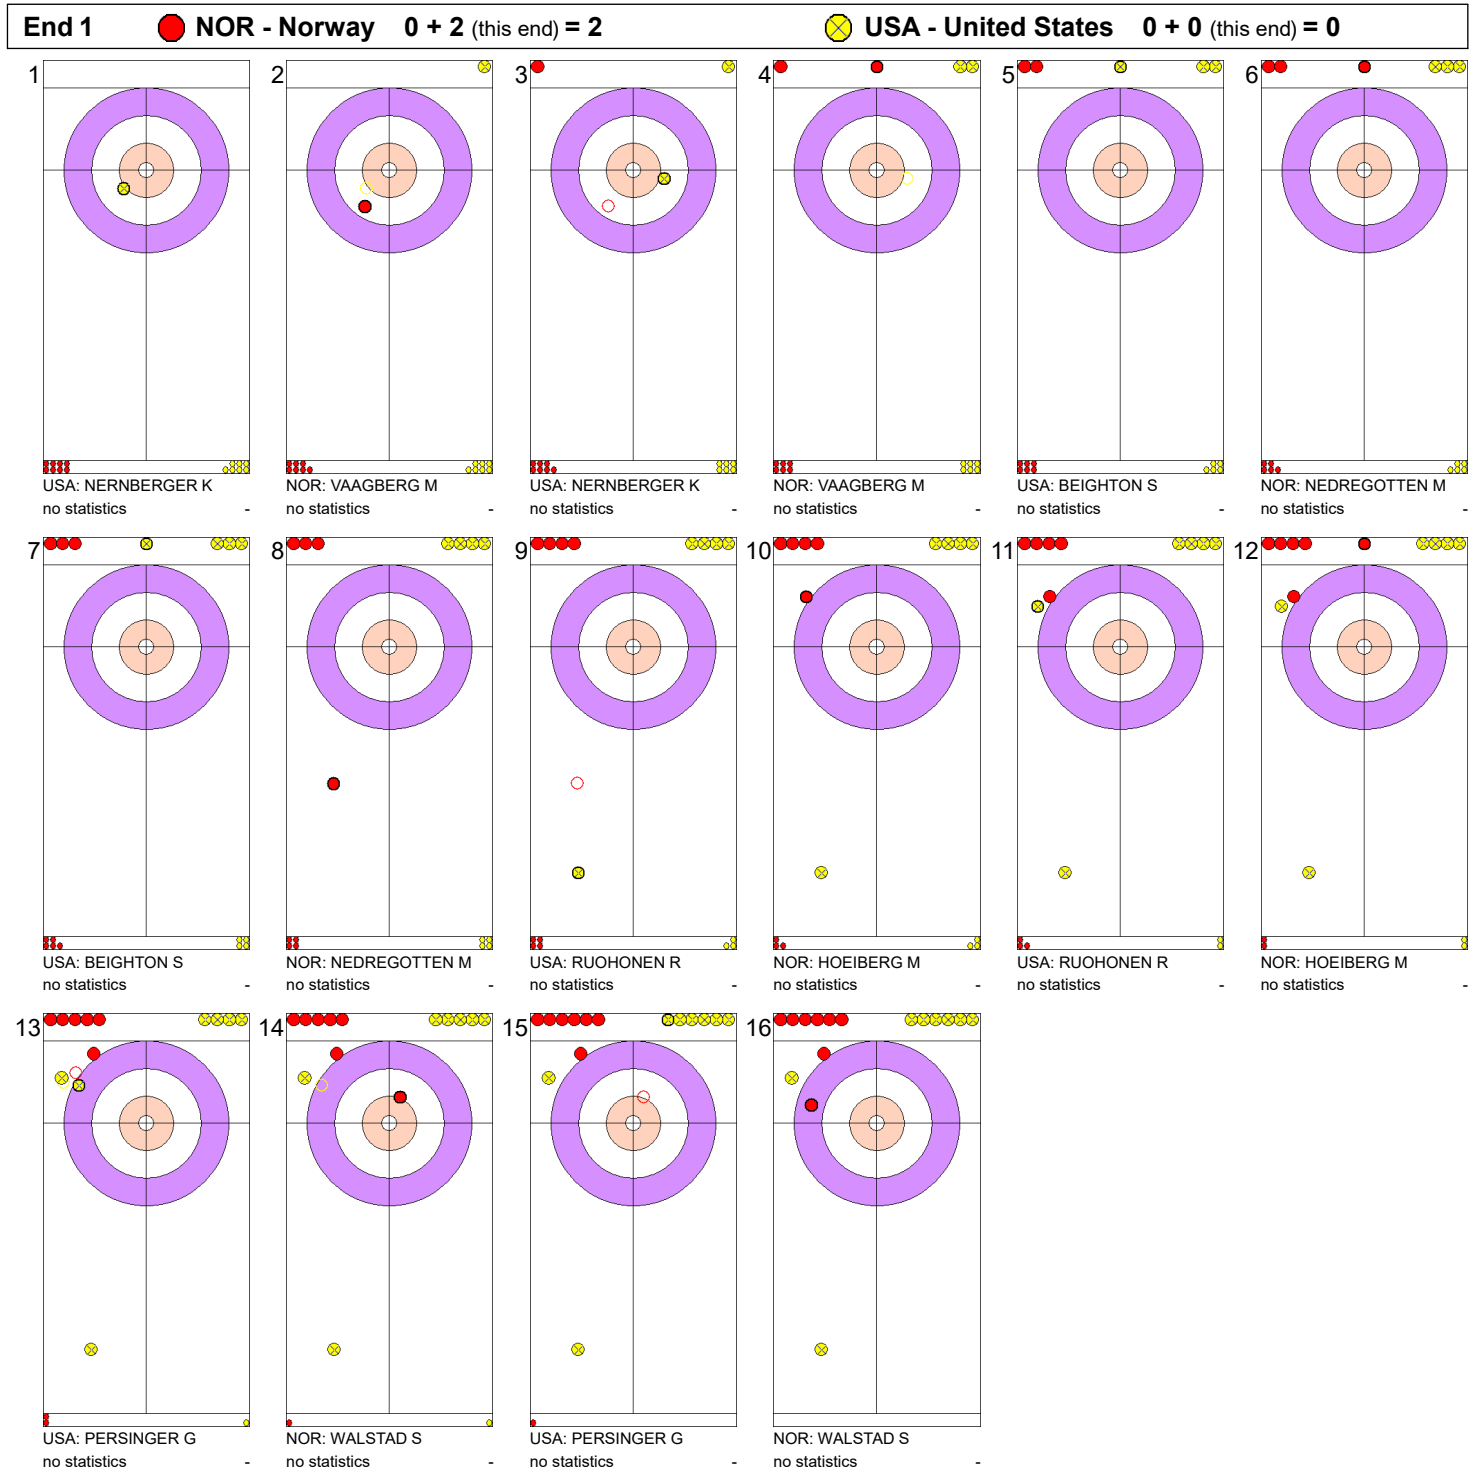 End 1 NOR - Norway 0 + 2 (this end) = 2 USA - United States 0 + 0 (this end) = 0
1 2 3 4 5 6
USA: NERNBERGER K NOR: VAAGBERG M USA: NERNBERGER K NOR: VAAGBERG M USA: BEIGHTON S NOR: NEDREGOTTEN M
no statistics - no statistics - no statistics - no statistics - no statistics - no statistics -
7 8 9 10 11 12
USA: BEIGHTON S NOR: NEDREGOTTEN M USA: RUOHONEN R NOR: HOEIBERG M USA: RUOHONEN R NOR: HOEIBERG M
no statistics - no statistics - no statistics - no statistics - no statistics - no statistics -
13 14 15 16
USA: PERSINGER G NOR: WALSTAD S USA: PERSINGER G NOR: WALSTAD S
no statistics - no statistics - no statistics - no statistics -